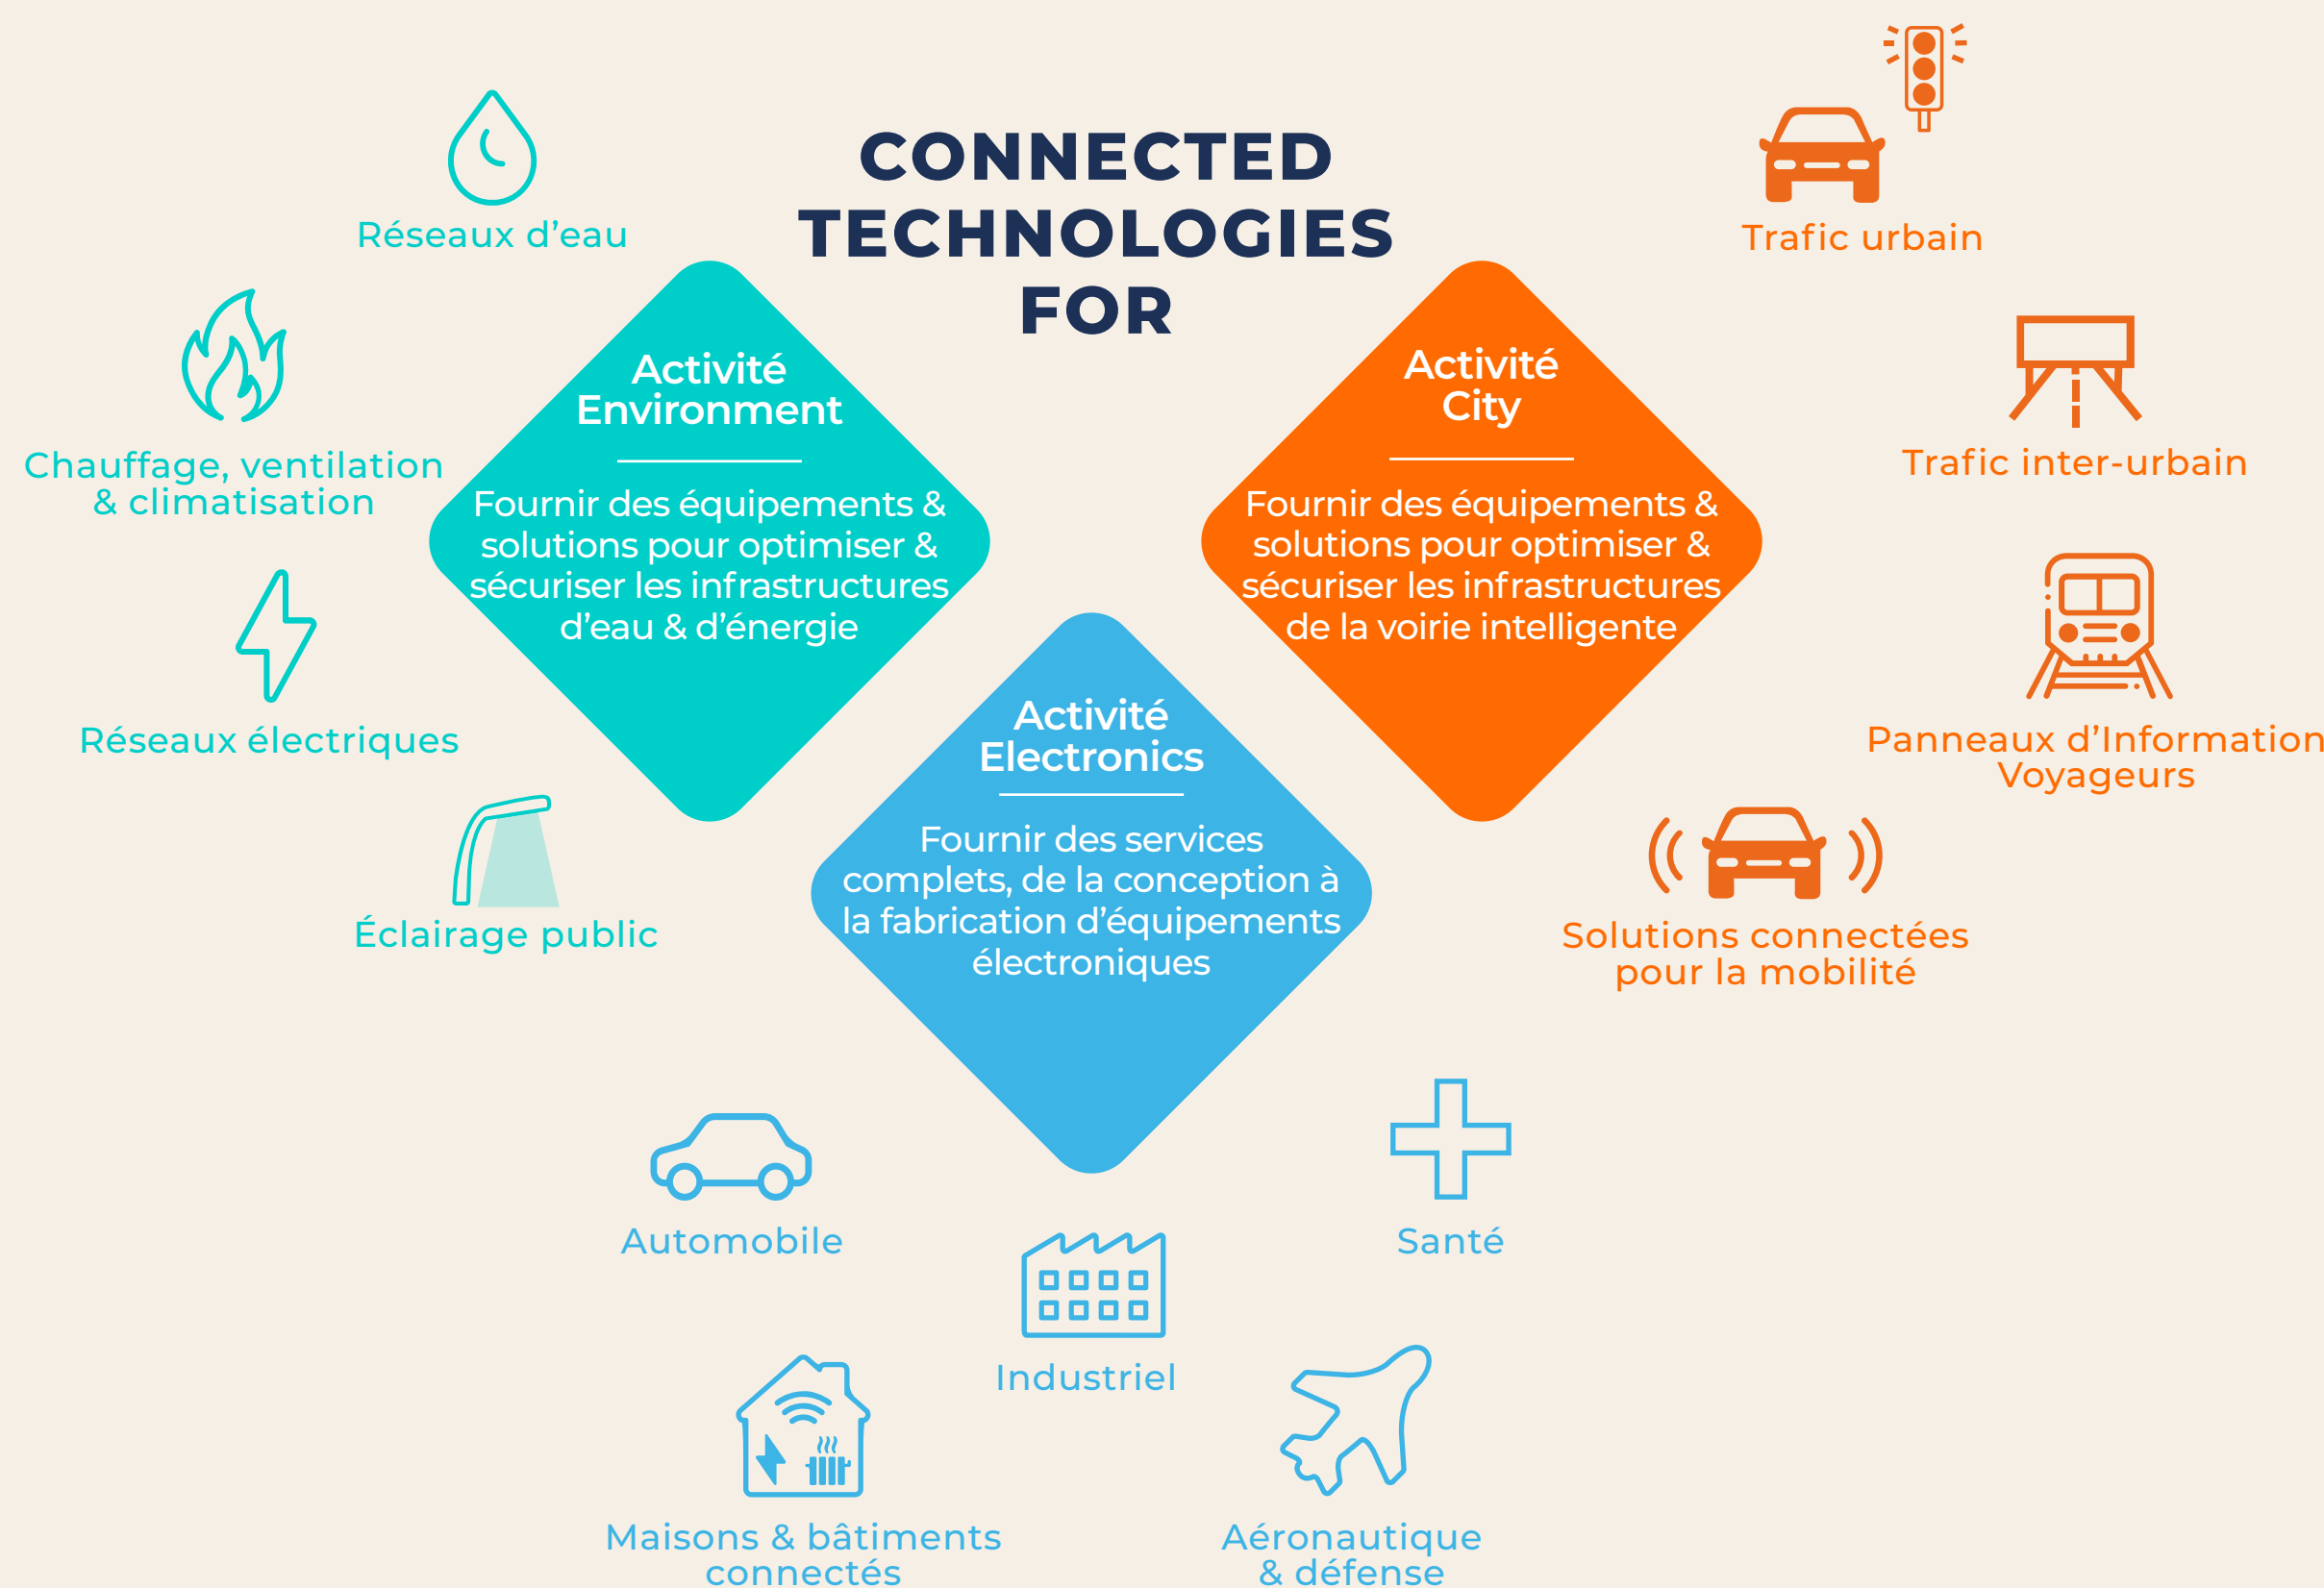 CONNECTED
TECHNOLOGIES
FOR
Réseaux d’eau
Chauffage, ventilation
& climatisation
Réseaux électriques
Éclairage public
Activité
Environment
Fournir des équipements &
solutions pour optimiser &
sécuriser les infrastructures
d’eau & d’énergie
Activité
City
Fournir des équipements &
solutions pour optimiser &
sécuriser les infrastructures
de la voirie intelligente
Trafic urbain
Trafic inter-urbain
Panneaux d’Information
Voyageurs
Solutions connectées
pour la mobilité
Activité
Electronics
Fournir des services
complets, de la conception à
la fabrication d’équipements
électroniques
Automobile
Santé
Industriel
Maisons & bâtiments
connectés
Aéronautique
& défense